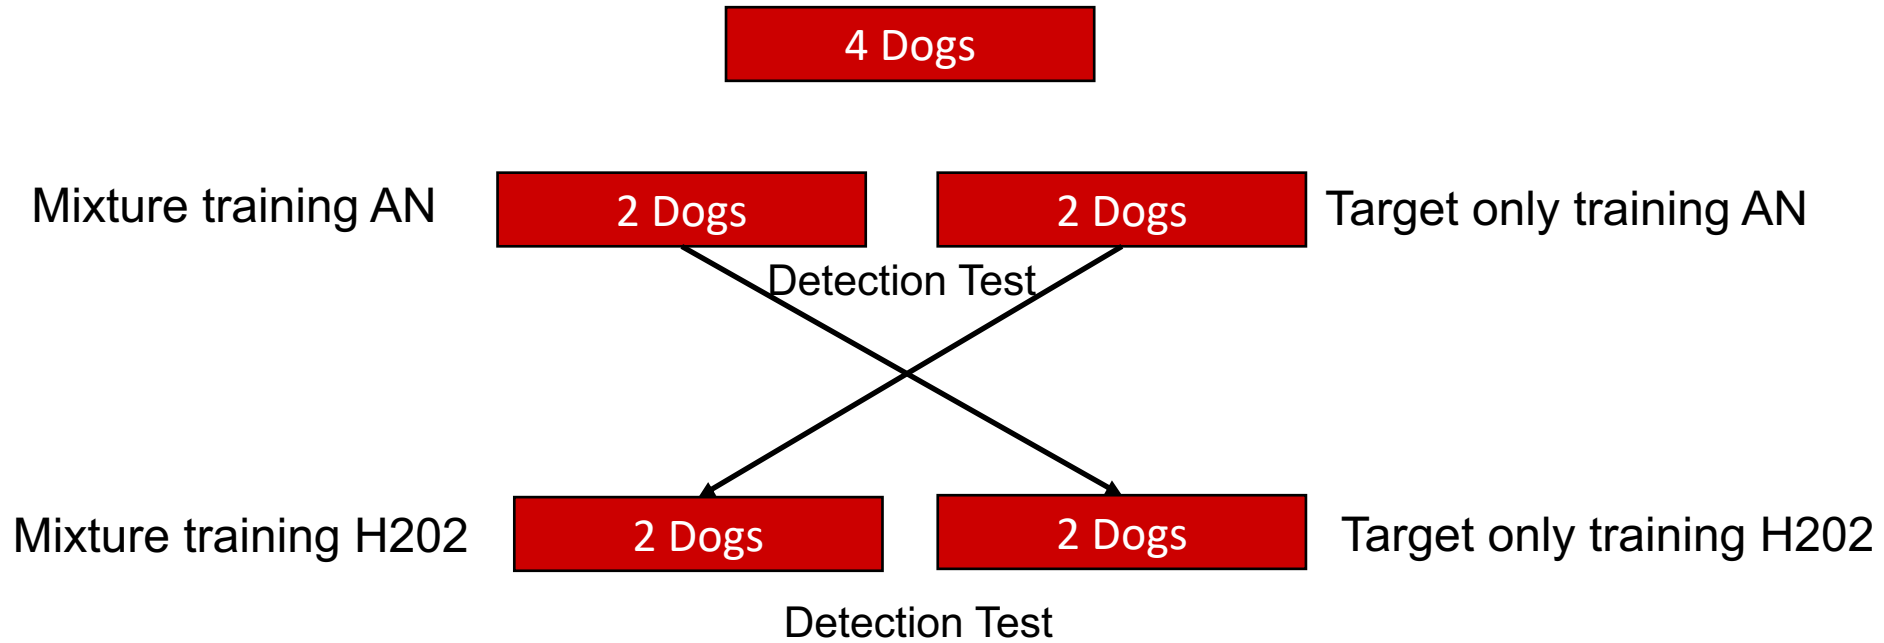 4 Dogs
Mixture training AN
2 Dogs
2 Dogs
Target only training AN
Detection Test
Mixture training H202
2 Dogs
2 Dogs
Target only training H202
Detection Test